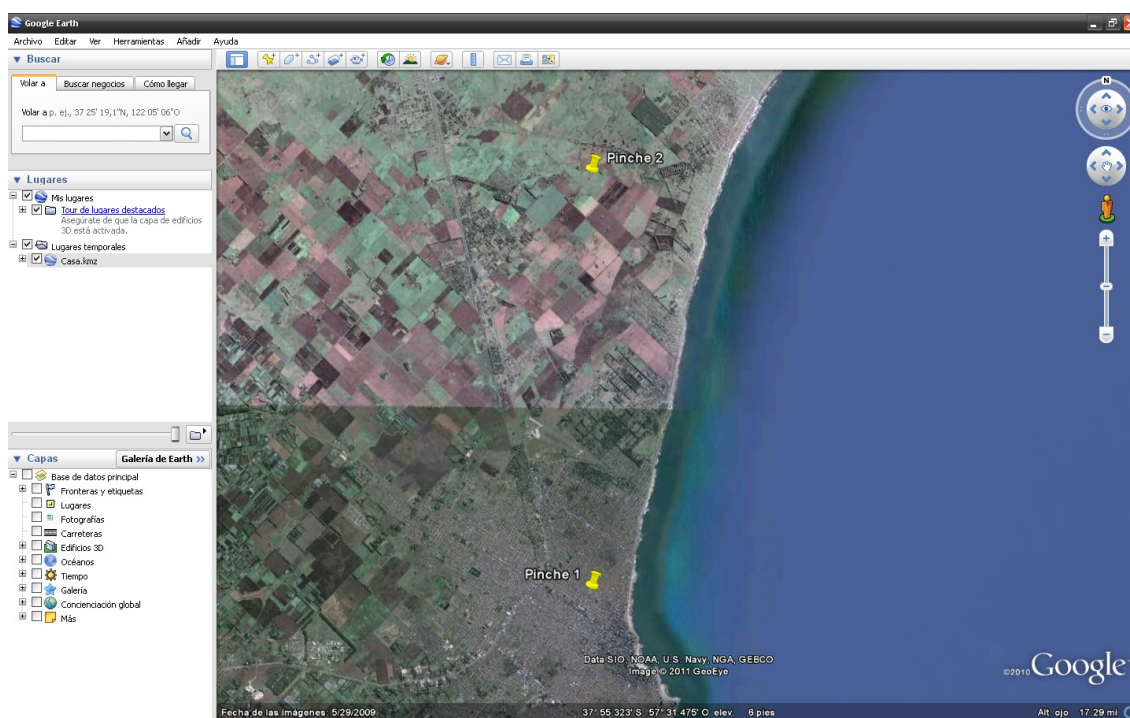 Google Earth
Archivo Editar Ver Herramientas Añadir Ayuda
Buscar
Volar a Buscar negocios Cómo llegar
Volar a p. ej., 37 25' 19,1"N, 122 05' 06"O
Lugares
Mis lugares
Tour de lugares destacados
Asegúrate de que la capa de edificios
3D está activada.
Lugares temporales
Casa.kmz
Capas Galería de Earth >>
Base de datos principal
Fronteras y etiquetas
Lugares
Fotografías
Carreteras
Edificios 3D
Océanos
Tiempo
Galería
Concienciación global
Más
N
Pinche 2
Pinche 1
Data SIO, NOAA, U.S. Navy, NGA, GEBCO
Image © 2011 GeoEye
©2010 Google
Fecha de las imágenes: 5/29/2009 37°55.323' S 57°31.475' O elev. 6 pies Alt. ojo 17.29 mi